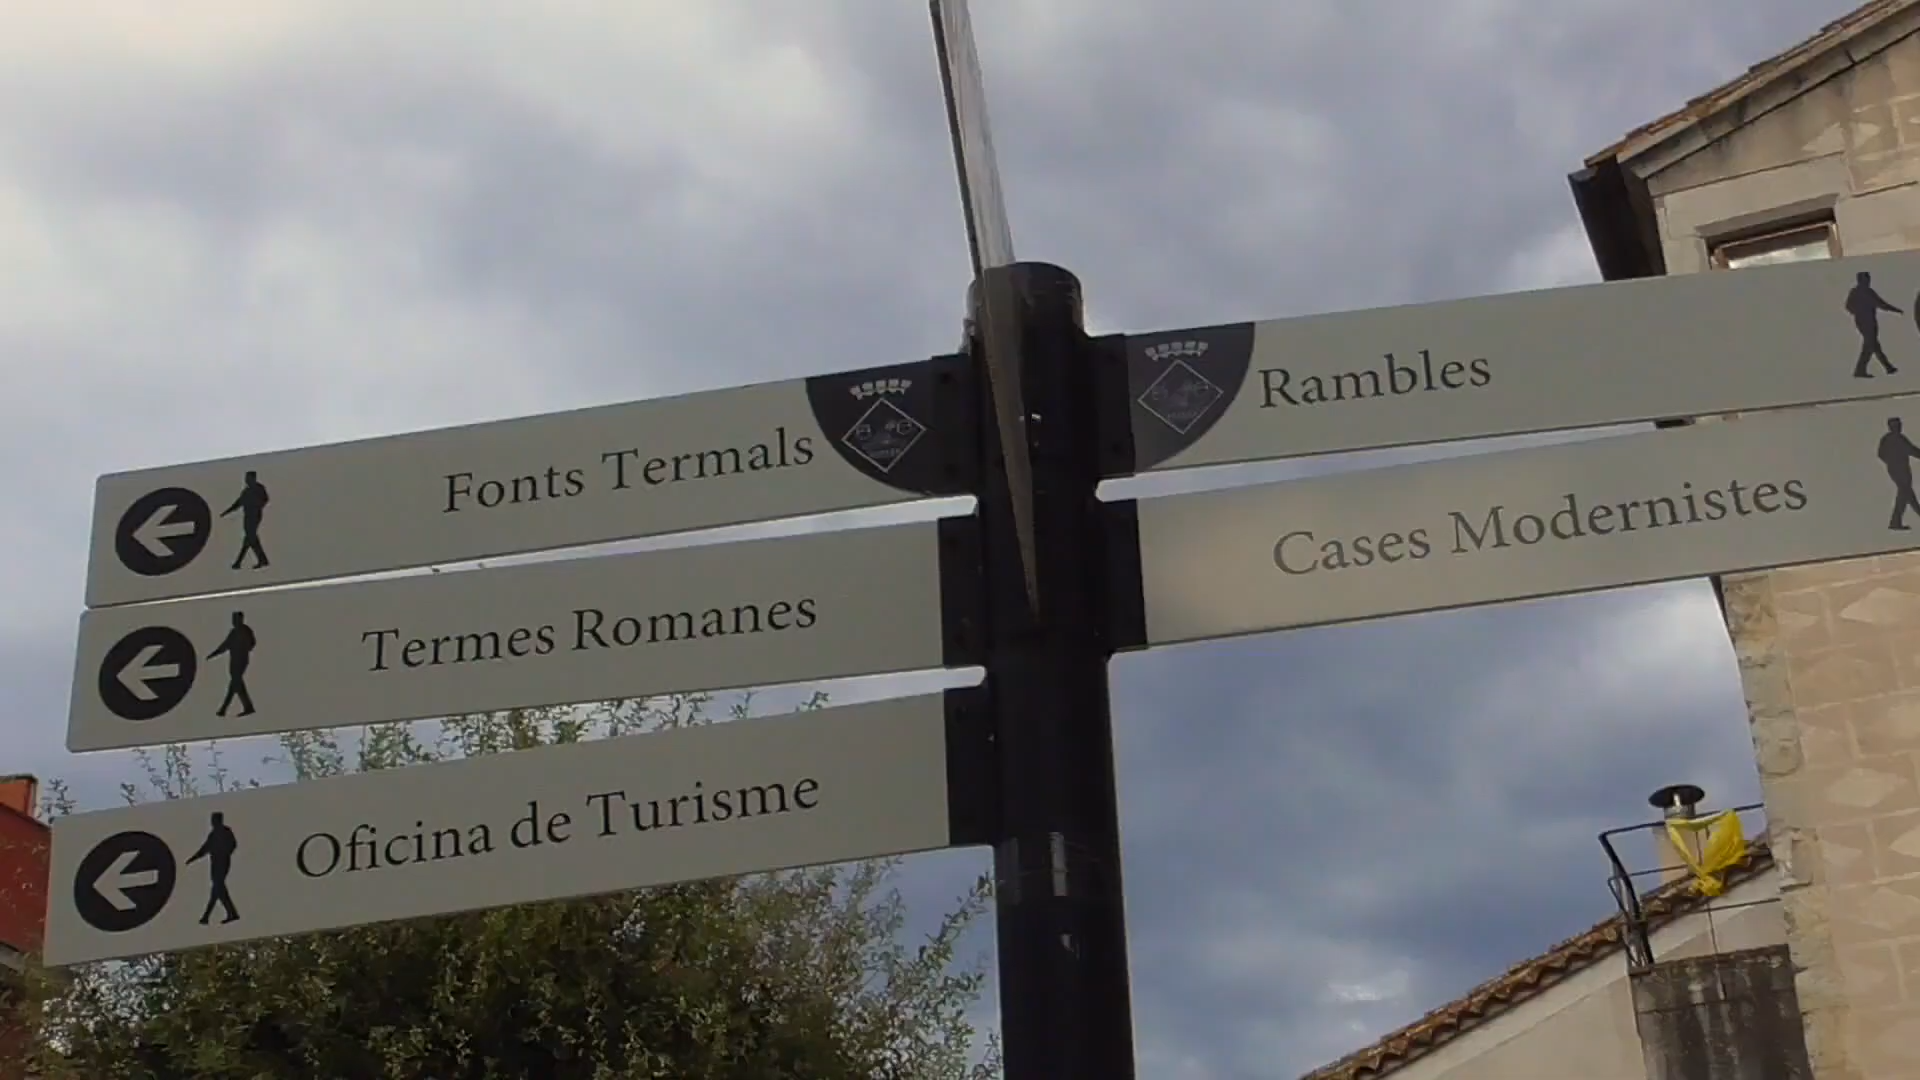 Fonts Termals
Termes Romanes
Oficina de Turisme
Rambles
Cases Modernistes